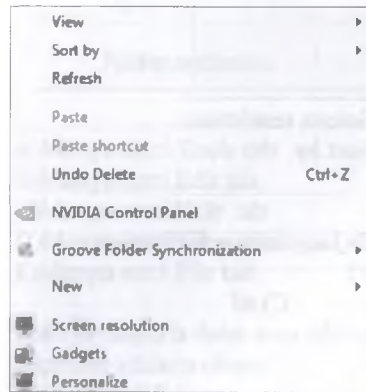 View
Sort by
Refresh
Paste
Paste shortcut
Undo Delete Ctrl+Z
NVIDIA Control Panel
Groove Folder Synchronization
New
Screen resolution
Gadgets
Personalize